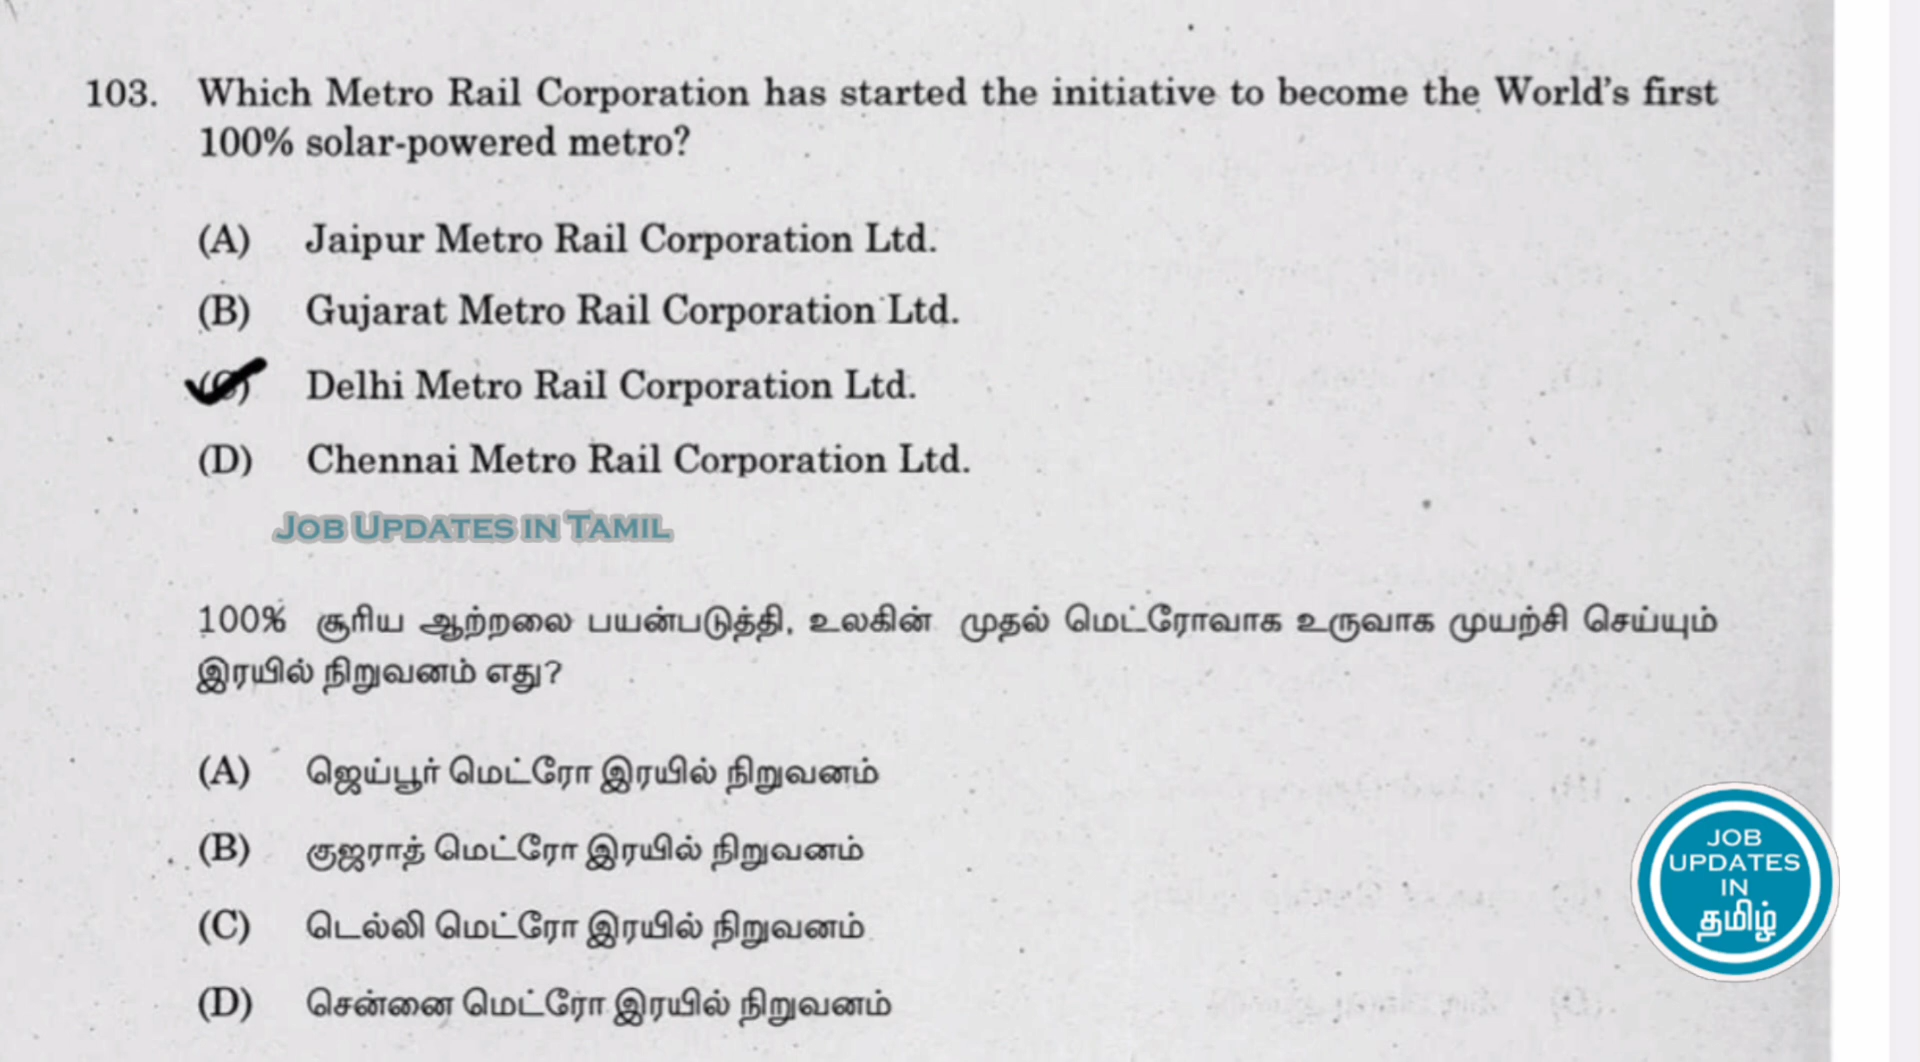 103. Which Metro Rail Corporation has started the initiative to become the World's first
100% solar-powered metro?
(A) Jaipur Metro Rail Corporation Ltd.
(B) Gujarat Metro Rail Corporation Ltd.
(C) Delhi Metro Rail Corporation Ltd.
(D) Chennai Metro Rail Corporation Ltd.
JOB UPDATES IN TAMIL
100% சூரிய ஆற்றலை பயன்படுத்தி, உலகின் முதல் மெட்ரோவாக உருவாக முயற்சி செய்யும்
இரயில் நிறுவனம் எது?
(A) ஜெய்பூர் மெட்ரோ இரயில் நிறுவனம்
(B) குஜராத் மெட்ரோ இரயில் நிறுவனம்
(C) டெல்லி மெட்ரோ இரயில் நிறுவனம்
(D) சென்னை மெட்ரோ இரயில் நிறுவனம்
JOB
UPDATES
IN
தமிழ்